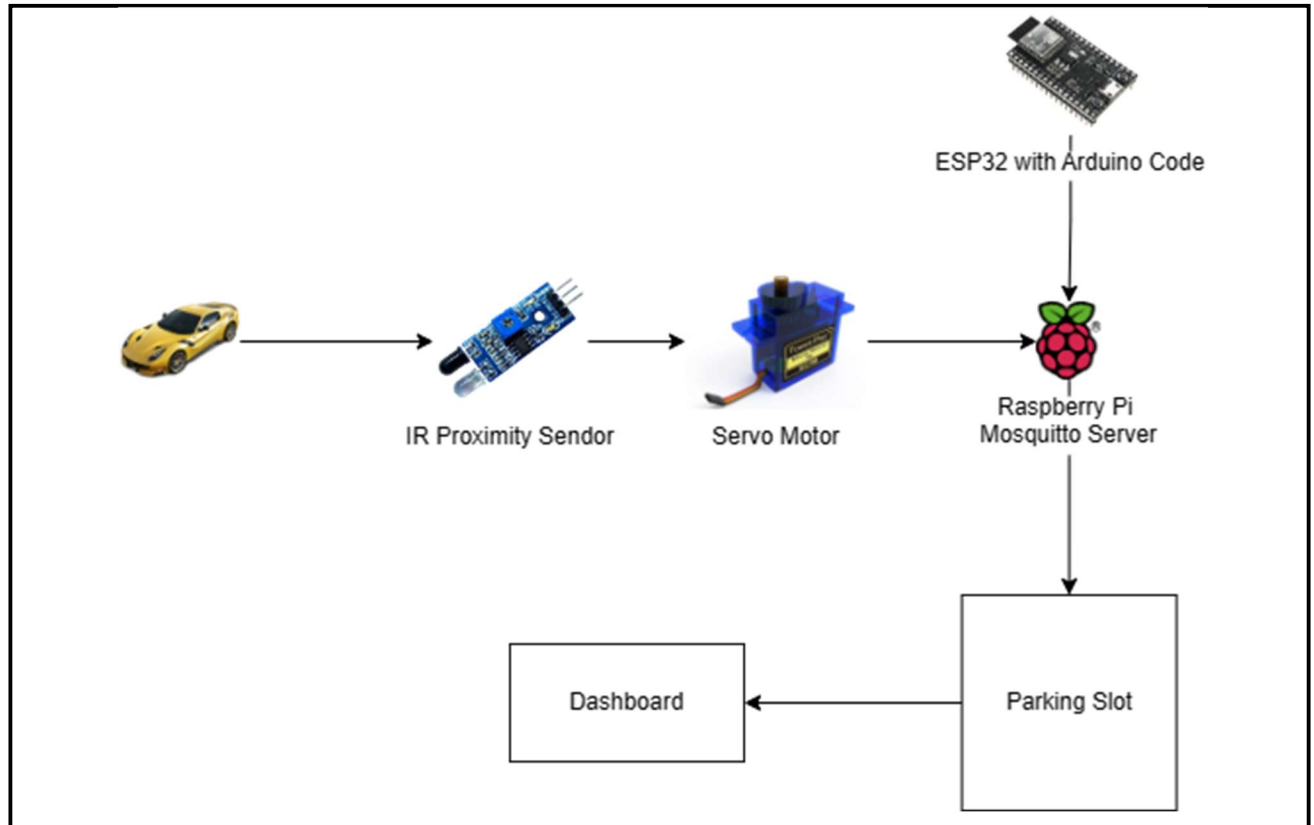 ESP32 with Arduino Code
IR Proximity Sendor
Servo Motor
Raspberry Pi
Mosquitto Server
Dashboard
Parking Slot